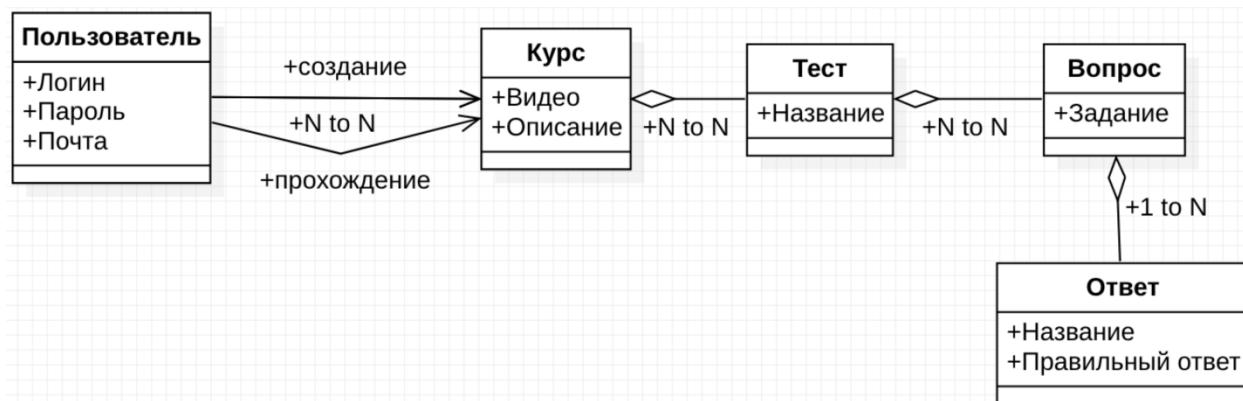 Пользователь
+Логин
+Пароль
+Почта
+создание
+N to N
+прохождение
Курс
+Видео
+Описание
+N to N
Тест
+Название
+N to N
Вопрос
+Задание
+1 to N
Ответ
+Название
+Правильный ответ